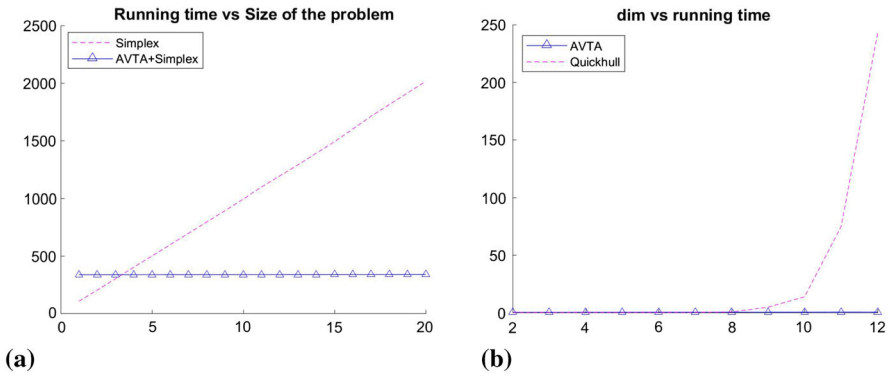 Running time vs Size of the problem
2500
2000
1500
1000
500
0
Simplex
AVTA+Simplex
0 5 10 15 20
(a)
dim vs running time
250
200
150
100
50
0
AVTA
Quickhull
2 4 6 8 10 12
(b)